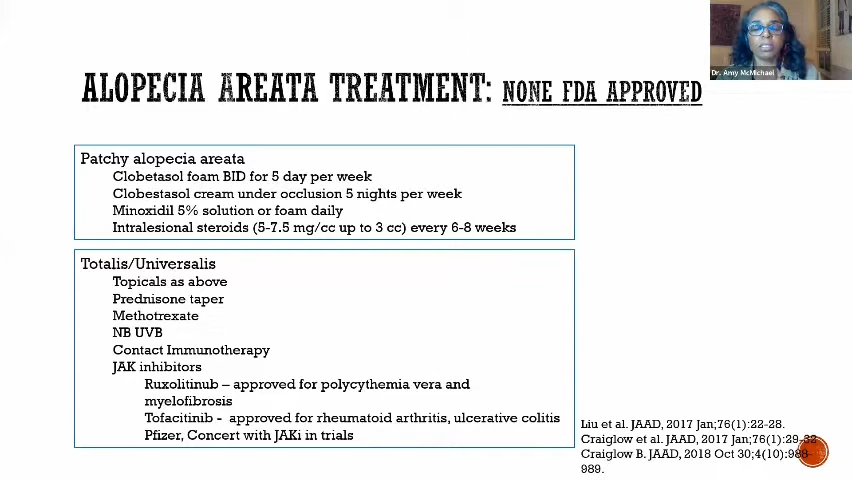 Dr. Amy McMichael
ALOPECIA AREATA TREATMENT: NONE FDA APPROVED
Patchy alopecia areata
Clobetasol foam BID for 5 day per week
Clobestasol cream under occlusion 5 nights per week
Minoxidil 5% solution or foam daily
Intralesional steroids (5-7.5 mg/cc up to 3 cc) every 6-8 weeks
Totalis/Universalis
Topicals as above
Prednisone taper
Methotrexate
NB UVB
Contact Immunotherapy
JAK inhibitors
Ruxolitinub – approved for polycythemia vera and
myelofibrosis
Tofacitinib - approved for rheumatoid arthritis, ulcerative colitis
Pfizer, Concert with JAKi in trials
Liu et al. JAAD, 2017 Jan;76(1):22-28.
Craiglow et al. JAAD, 2017 Jan;76(1):29-32
Craiglow B. JAAD, 2018 Oct 30;4(10):988-
989.